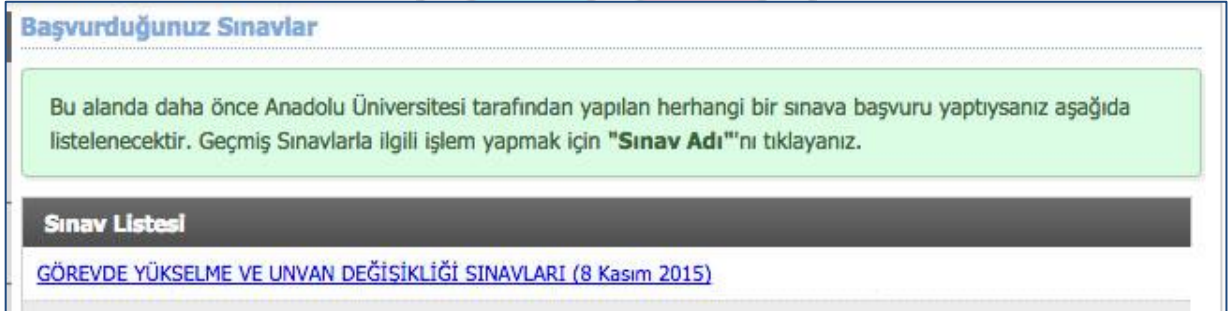 Başvurduğunuz Sınavlar
Bu alanda daha önce Anadolu Üniversitesi tarafından yapılan herhangi bir sınava başvuru yaptıysanız aşağıda
listelenecektir. Geçmiş Sınavlarla ilgili işlem yapmak için "Sınav Adı"'nı tıklayanız.
Sınav Listesi
GÖREVDE YÜKSELME VE UNVAN DEĞİŞİKLİĞİ SINAVLARI (8 Kasım 2015)